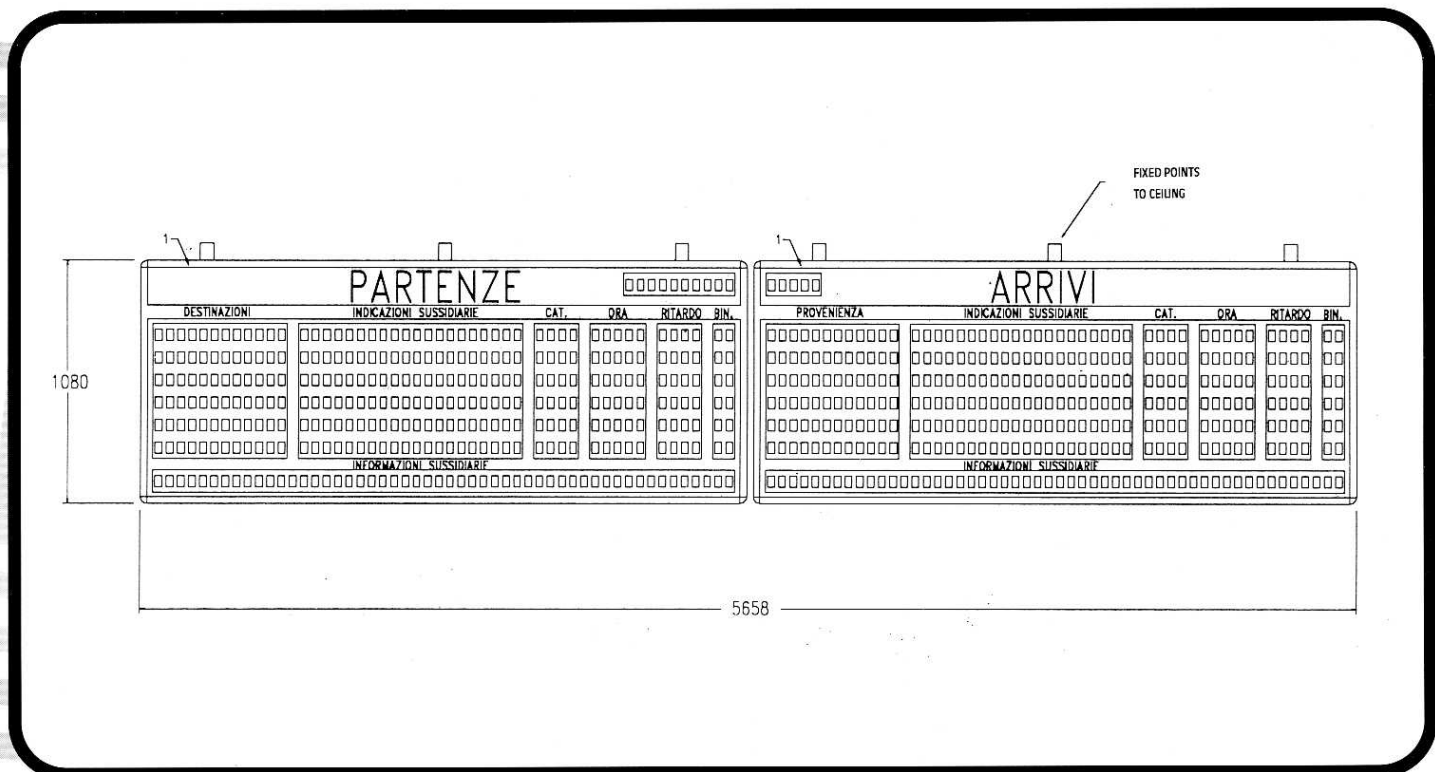 FIXED POINTS
TO CEILING
1
1
PARTENZE
ARRIVI
DESTINAZIONI INDICAZIONI SUSSIDIARIE CAT. ORA RITARDO BIN.
PROVENIENZA INDICAZIONI SUSSIDIARIE CAT. ORA RITARDO BIN.
1080
INFORMAZIONI SUSSIDIARIE
INFORMAZIONI SUSSIDIARIE
5658